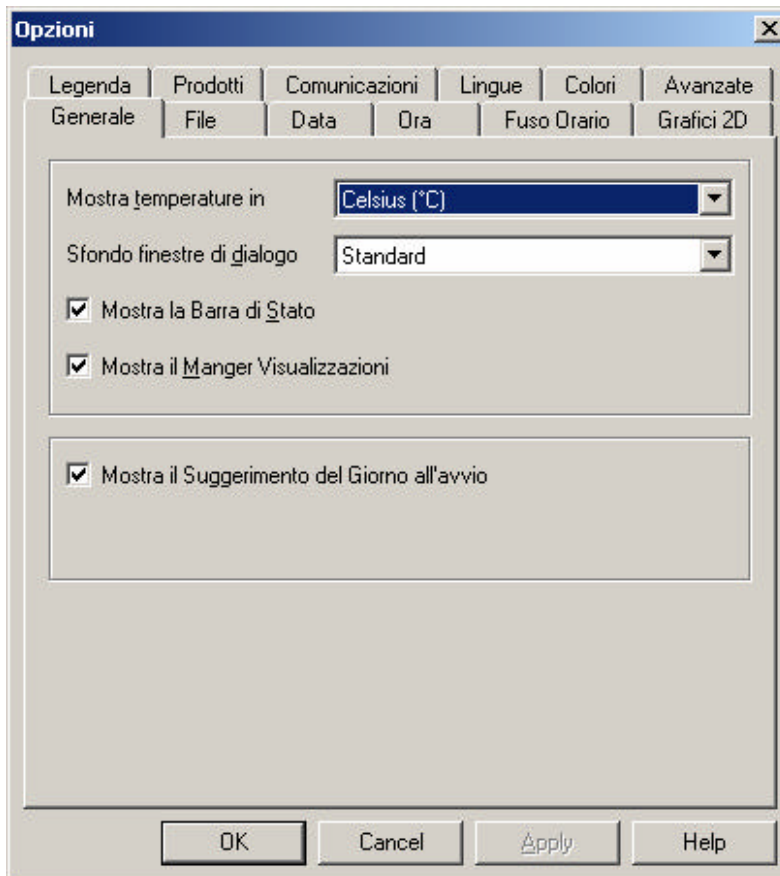 Opzioni
Legenda Prodotti Comunicazioni Lingue Colori Avanzate
Generale File Data Ora Fuso Orario Grafici 2D
Mostra temperature in Celsius (°C)
Sfondo finestre di dialogo Standard
Mostra la Barra di Stato
Mostra il Manger Visualizzazioni
Mostra il Suggerimento del Giorno all'avvio
OK Cancel Apply Help